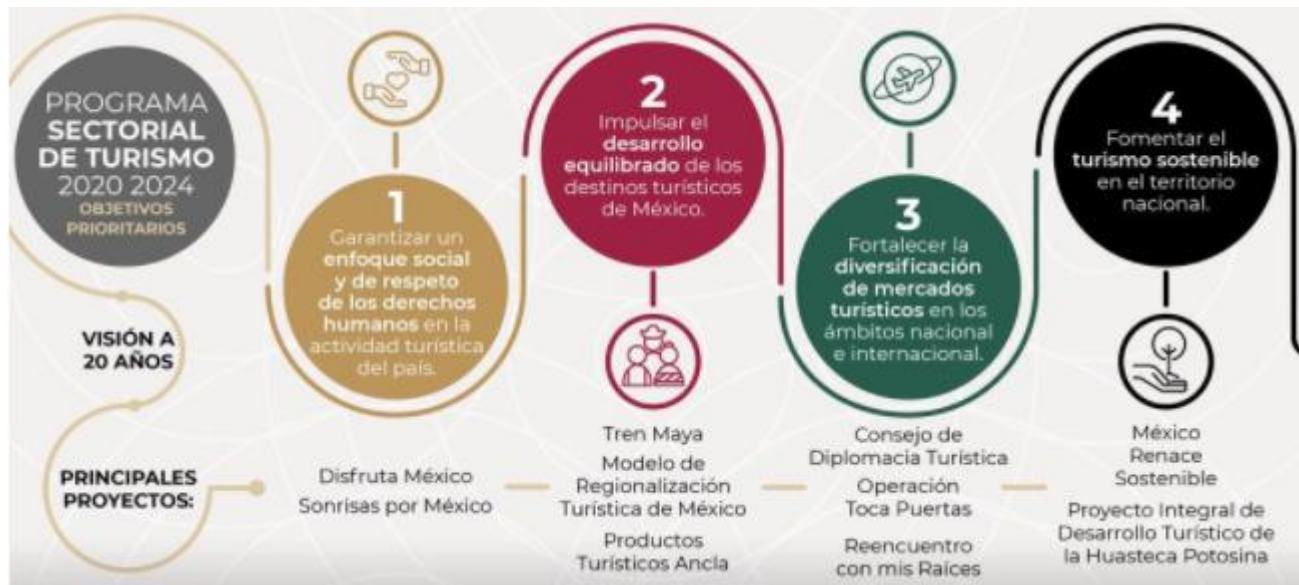 PROGRAMA
SECTORIAL
DE TURISMO
2020 2024
OBJETIVOS
PRIORITARIOS
VISIÓN A
20 AÑOS
1
Garantizar un
enfoque social
y de respeto
de los derechos
humanos en la
actividad turística
del país.
2
Impulsar el
desarrollo
equilibrado de los
destinos turísticos
de México.
3
Fortalecer la
diversificación
de mercados
turísticos en los
ámbitos nacional
e internacional.
4
Fomentar el
turismo sostenible
en el territorio
nacional.
PRINCIPALES
PROYECTOS:
Disfruta México
Sonrisas por México
Tren Maya
Modelo de
Regionalización
Turística de México
Productos
Turísticos Ancla
Consejo de
Diplomacia Turística
Operación
Toca Puertas
Reencuentro
con mis Raíces
México
Renace
Sostenible
Proyecto Integral de
Desarrollo Turístico de
la Huasteca Potosina